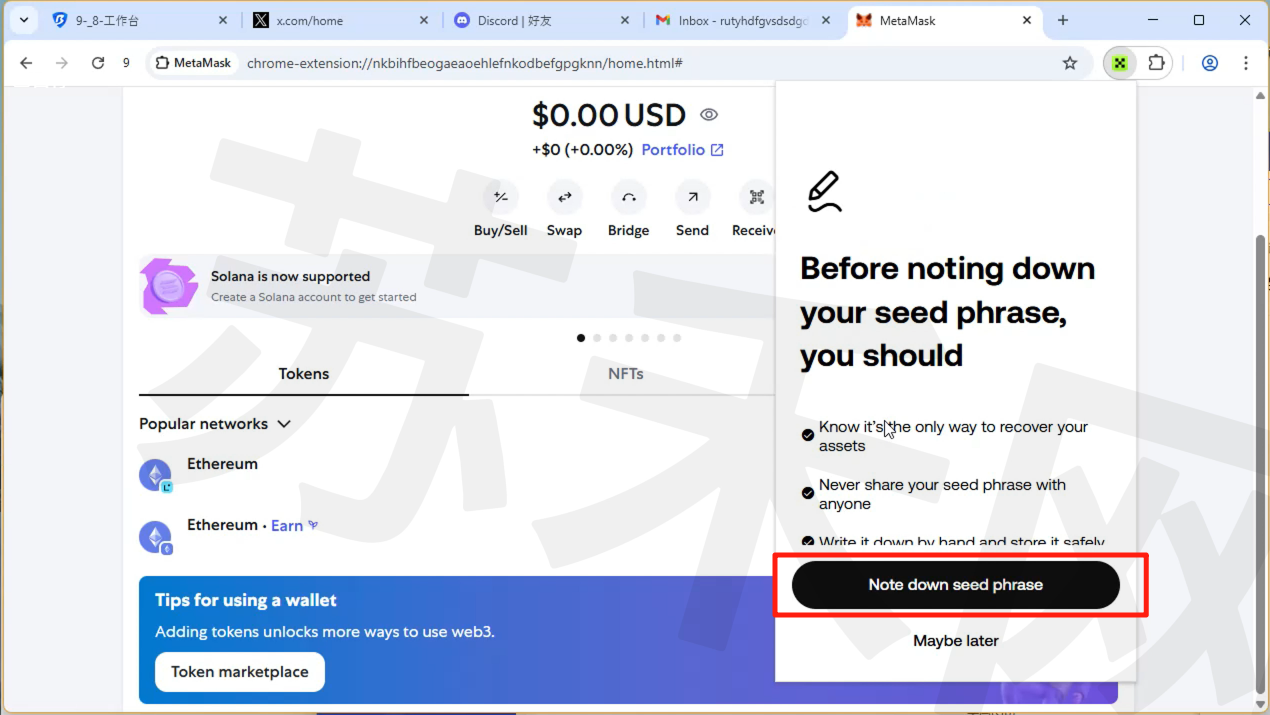 9-_8-工作台
x.com/home
Discord | 好友
Inbox - rutyhdfgvsdsdgd
MetaMask
9
MetaMask
chrome-extension://nkbihfbeogaeaoehlefnkodbefgpgknn/home.html#
$0.00 USD
+$0 (+0.00%) Portfolio
Buy/Sell
Swap
Bridge
Send
Receive
Solana is now supported
Create a Solana account to get started
Tokens
NFTs
Popular networks
Ethereum
Ethereum • Earn
Tips for using a wallet
Adding tokens unlocks more ways to use web3.
Token marketplace
Before noting down
your seed phrase,
you should
Know it's the only way to recover your
assets
Never share your seed phrase with
anyone
Write it down by hand and store it safely
Note down seed phrase
Maybe later
苏米网